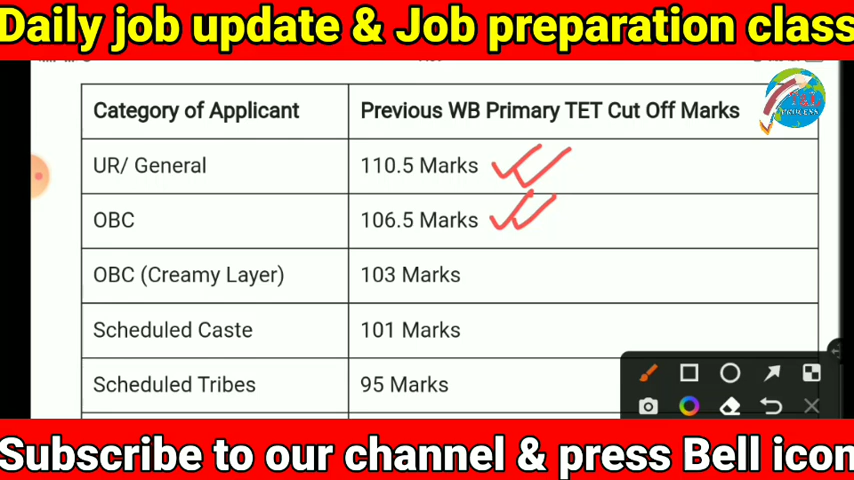 Daily job update & Job preparation class
Category of Applicant Previous WB Primary TET Cut Off Marks
T&L
PROCESS
UR/ General 110.5 Marks
OBC 106.5 Marks
OBC (Creamy Layer) 103 Marks
Scheduled Caste 101 Marks
Scheduled Tribes 95 Marks
Subscribe to our channel & press Bell icon